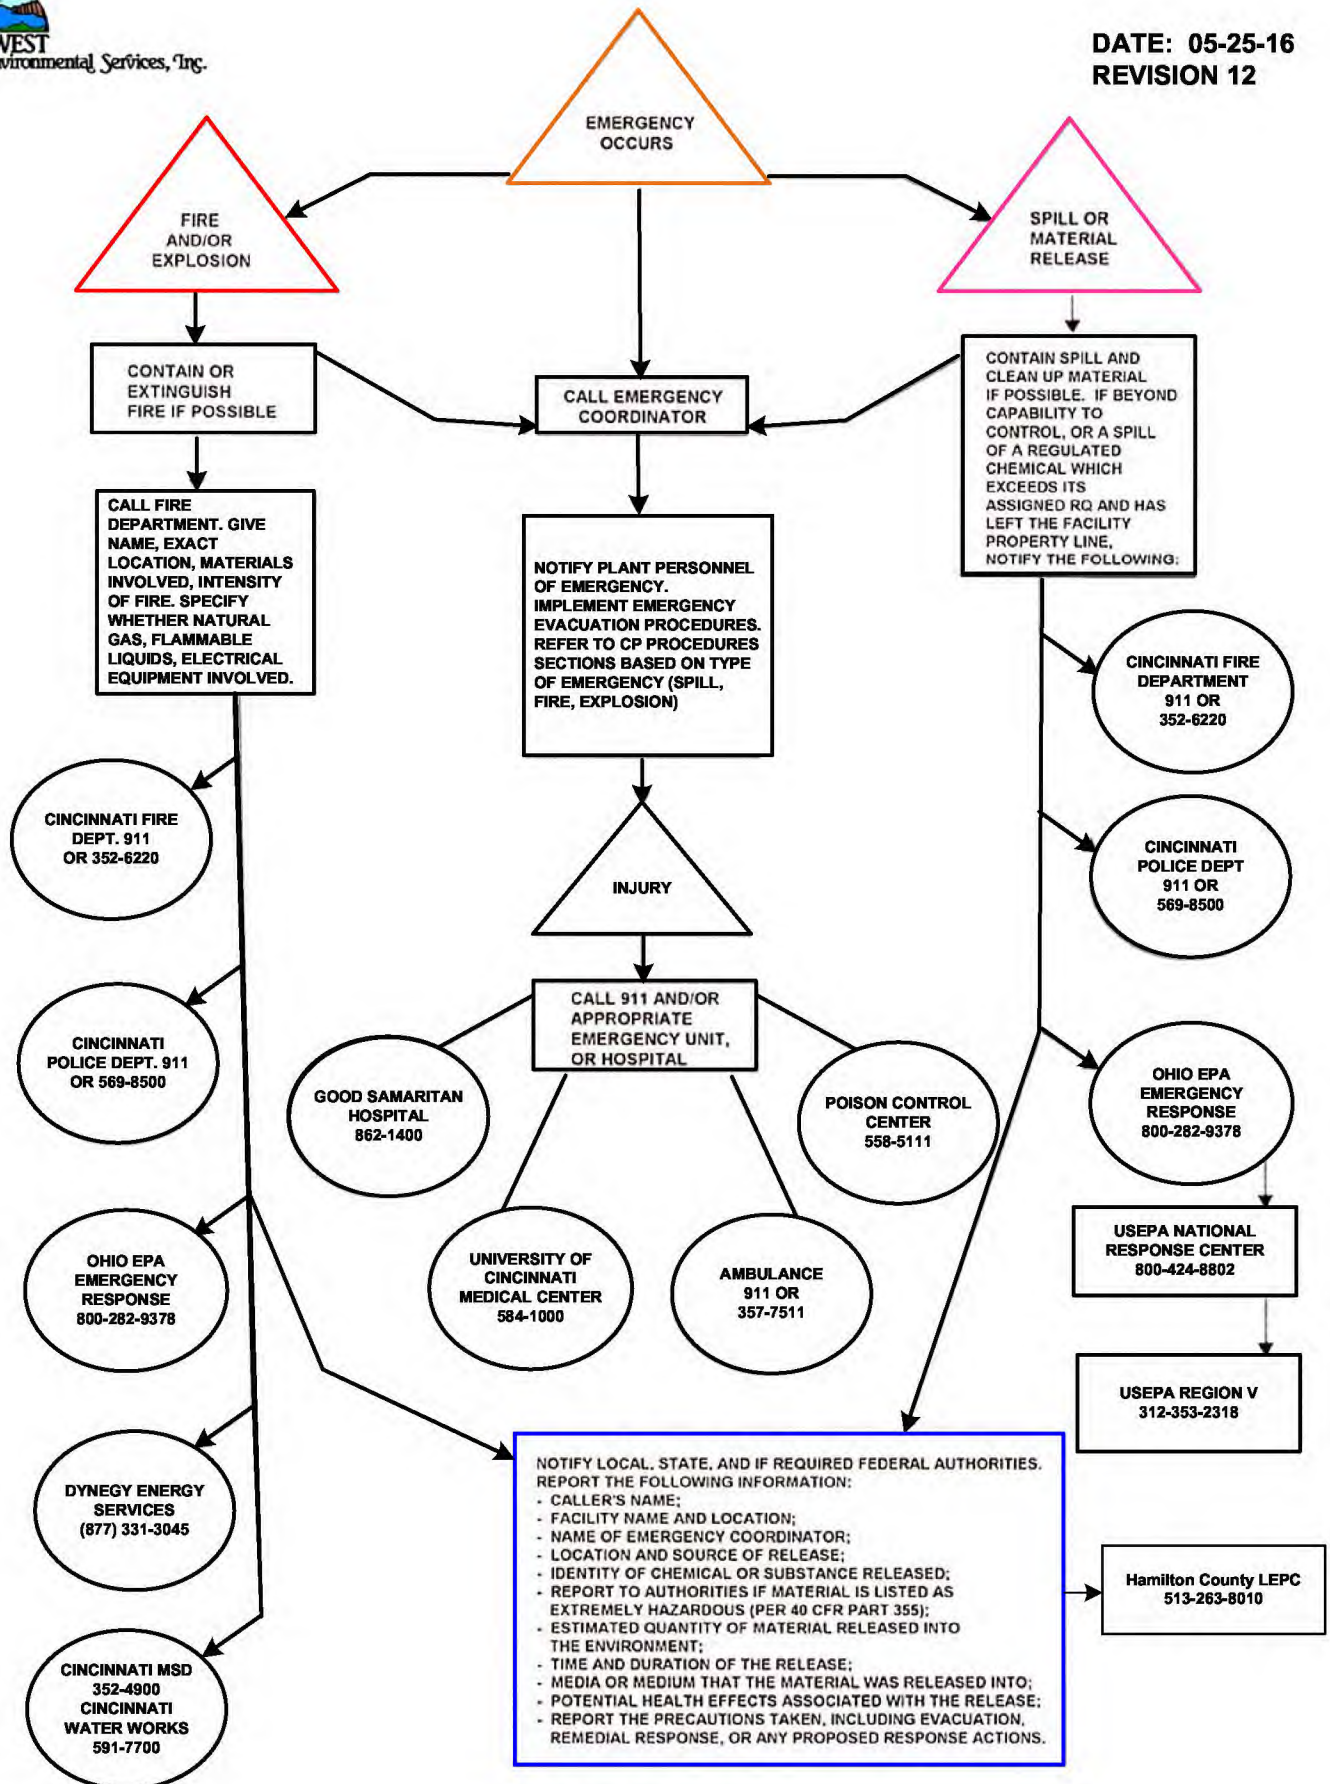 Services, Inc.
DATE: 05-25-16
REVISION 12
EMERGENCY
OCCURS
FIRE
AND/OR
EXPLOSION
SPILL OR
MATERIAL
RELEASE
CONTAIN OR
EXTINGUISH
FIRE IF POSSIBLE
CALL EMERGENCY
COORDINATOR
CONTAIN SPILL AND
CLEAN UP MATERIAL
IF POSSIBLE. IF BEYOND
CAPABILITY TO
CONTROL, OR A SPILL
OF A REGULATED
CHEMICAL WHICH
EXCEEDS ITS
ASSIGNED RQ AND HAS
LEFT THE FACILITY
PROPERTY LINE,
NOTIFY THE FOLLOWING:
CALL FIRE
DEPARTMENT. GIVE
NAME, EXACT
LOCATION, MATERIALS
INVOLVED, INTENSITY
OF FIRE. SPECIFY
WHETHER NATURAL
GAS, FLAMMABLE
LIQUIDS, ELECTRICAL
EQUIPMENT INVOLVED.
NOTIFY PLANT PERSONNEL
OF EMERGENCY.
IMPLEMENT EMERGENCY
EVACUATION PROCEDURES.
REFER TO CP PROCEDURES
SECTIONS BASED ON TYPE
OF EMERGENCY (SPILL,
FIRE, EXPLOSION)
CINCINNATI FIRE
DEPARTMENT
911 OR
352-6220
CINCINNATI FIRE
DEPT. 911
OR 352-6220
INJURY
CINCINNATI
POLICE DEPT
911 OR
569-8500
CINCINNATI
POLICE DEPT. 911
OR 569-8500
CALL 911 AND/OR
APPROPRIATE
EMERGENCY UNIT,
OR HOSPITAL
GOOD SAMARITAN
HOSPITAL
862-1400
POISON CONTROL
CENTER
558-5111
OHIO EPA
EMERGENCY
RESPONSE
800-282-9378
OHIO EPA
EMERGENCY
RESPONSE
800-282-9378
UNIVERSITY OF
CINCINNATI
MEDICAL CENTER
584-1000
AMBULANCE
911 OR
357-7511
USEPA NATIONAL
RESPONSE CENTER
800-424-8802
USEPA REGION V
312-353-2318
DYNEGY ENERGY
SERVICES
(877) 331-3045
NOTIFY LOCAL, STATE, AND IF REQUIRED FEDERAL AUTHORITIES.
REPORT THE FOLLOWING INFORMATION:
- CALLER'S NAME;
- FACILITY NAME AND LOCATION;
- NAME OF EMERGENCY COORDINATOR;
- LOCATION AND SOURCE OF RELEASE;
- IDENTITY OF CHEMICAL OR SUBSTANCE RELEASED;
- REPORT TO AUTHORITIES IF MATERIAL IS LISTED AS
EXTREMELY HAZARDOUS (PER 40 CFR PART 355);
- ESTIMATED QUANTITY OF MATERIAL RELEASED INTO
THE ENVIRONMENT;
- TIME AND DURATION OF THE RELEASE;
- MEDIA OR MEDIUM THAT THE MATERIAL WAS RELEASED INTO;
- POTENTIAL HEALTH EFFECTS ASSOCIATED WITH THE RELEASE;
- REPORT THE PRECAUTIONS TAKEN, INCLUDING EVACUATION,
REMEDIAL RESPONSE, OR ANY PROPOSED RESPONSE ACTIONS.
Hamilton County LEPC
513-263-8010
CINCINNATI MSD
352-4900
CINCINNATI
WATER WORKS
591-7700